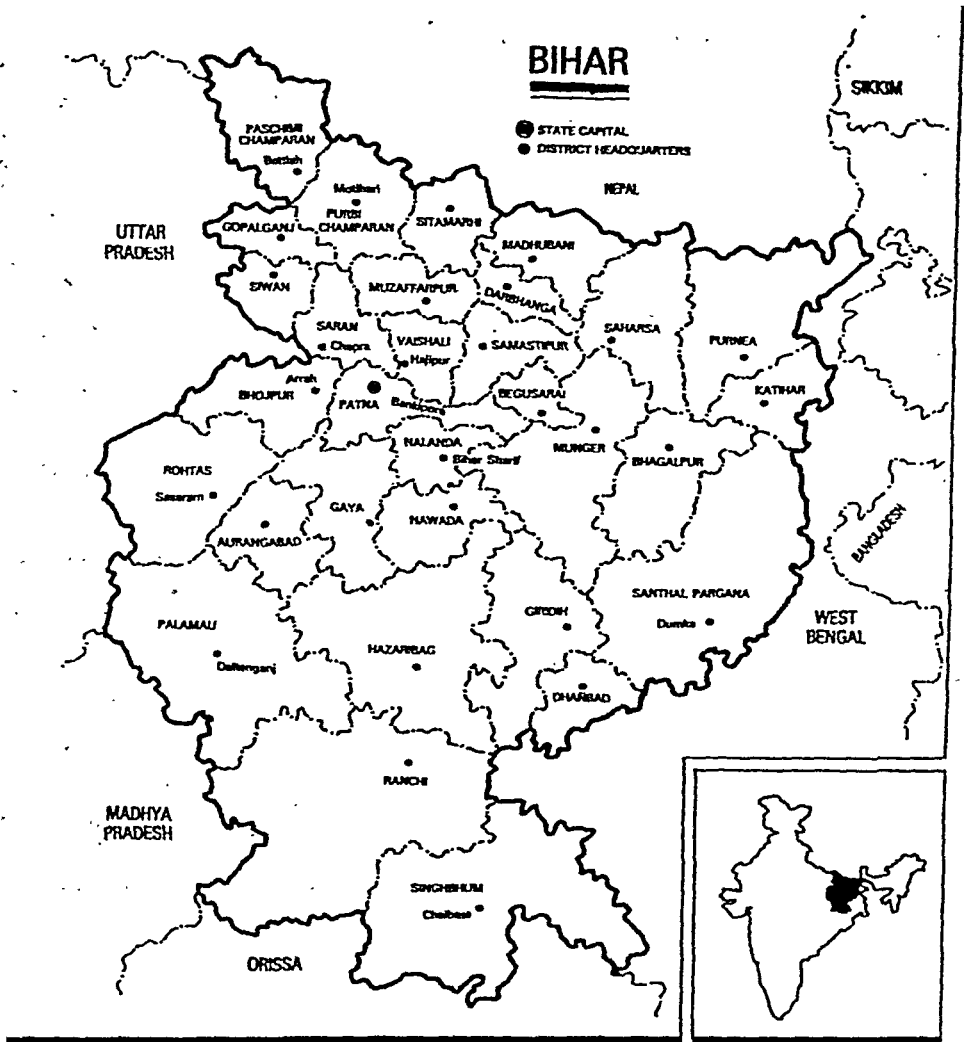 BIHAR
STATE CAPITAL
DISTRICT HEADQUARTERS
SIKKIM
NEPAL
UTTAR
PRADESH
PASCHIMI
CHAMPARAN
Bettiah
Motihari
PURBI
CHAMPARAN
SITAMARHI
GOPALGANJ
MADHUBANI
SIWAN
MUZAFFARPUR
DARBHANGA
SARAN
Chapra
VAISHALI
Hajipur
SAMASTIPUR
SAHARSA
PURNEA
Arrah
BHOJPUR
PATNA
Bankipore
BEGUSARAI
KATIHAR
NALANDA
Bihar Sharif
MUNGER
BHAGALPUR
ROHTAS
Sasaram
GAYA
NAWADA
AURANGABAD
BANGLADESH
PALAMAU
Daltenganj
HAZARIBAG
GIRIDIH
SANTHAL PARGANA
Dumka
WEST
BENGAL
DHANBAD
RANCHI
MADHYA
PRADESH
SINGHBHUM
Chaibasa
ORISSA